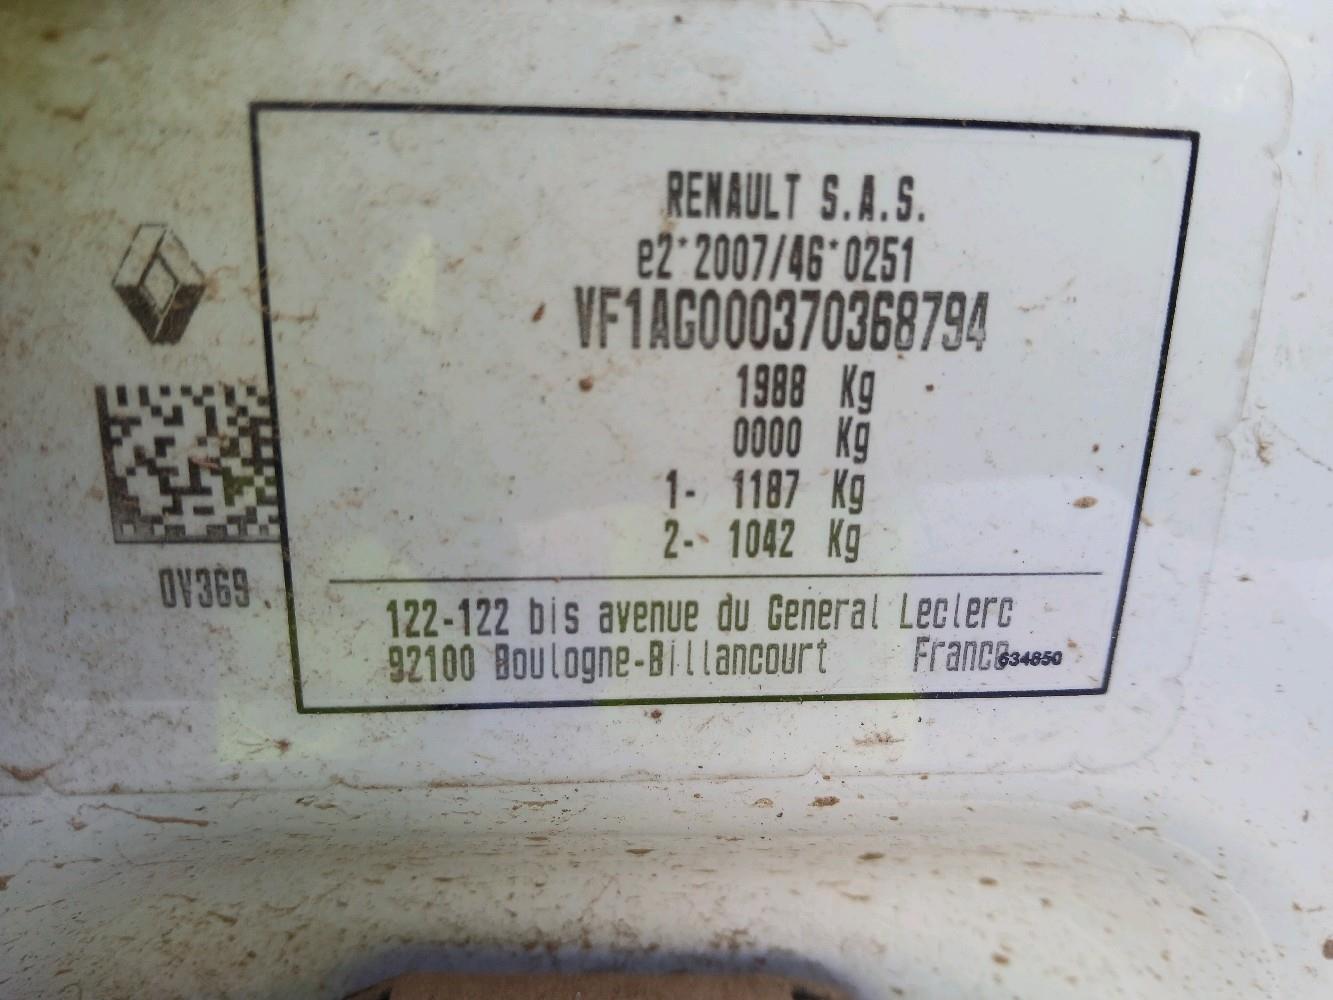 RENAULT S.A.S.
e2*2007/46*0251
VF1AG000370368794
1988 Kg
0000 Kg
1- 1187 Kg
2- 1042 Kg
0V369
122-122 bis avenue du General Leclerc
92100 Boulogne-Billancourt France
634650